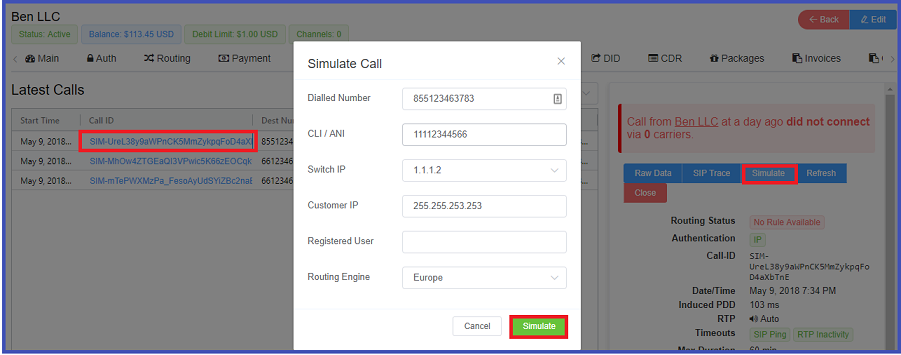 Ben LLC
Status: Active Balance: $113.45 USD Debit Limit: $1.00 USD Channels: 0
Back Edit
Main Auth Routing Payment DID CDR Packages Invoices
Latest Calls
Start Time Call ID Dest Nu
May 9, 2018... SIM-UreL38y9aWPnCK5MmZykpqFoD4aXl 8551234
May 9, 2018... SIM-MhOw4ZTGEaQI3VPwic5K66zEOCqk 661234
May 9, 2018... SIM-mTePWXMzPa_FesoAyUdSYiZBc2naE 661234
Simulate Call
Dialled Number 855123463783
CLI / ANI 11112344566
Switch IP 1.1.1.2
Customer IP 255.255.253.253
Registered User
Routing Engine Europe
Cancel Simulate
Call from Ben LLC at a day ago did not connect
via 0 carriers.
Raw Data SIP Trace Simulate Refresh
Close
Routing Status No Rule Available
Authentication IP
Call-ID SIM-
UreL38y9aWPnCK5MmZykpqFo
D4aXbTnE
Date/Time May 9, 2018 7:34 PM
Induced PDD 103 ms
RTP Auto
Timeouts SIP Ping RTP Inactivity
Max Duration 60 min